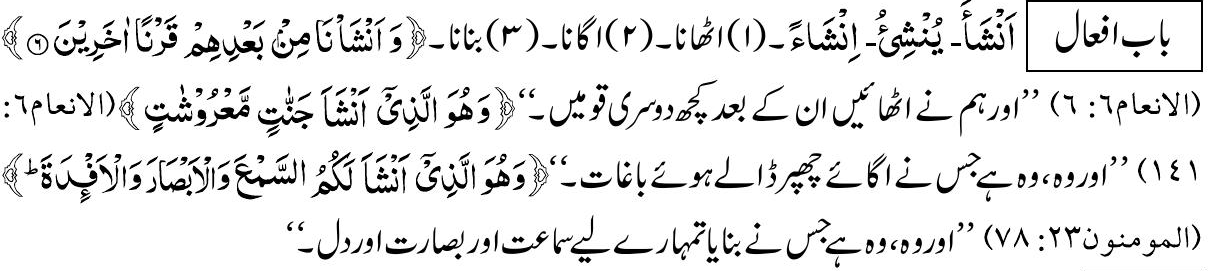 باب افعال اَنْشَأَ۔ يُنْشِئُ۔ اِنْشَاءً۔ (۱) اٹھانا۔ (۲) اگانا۔ (۳) بنانا۔ ﴿وَ اَنْشَاْنَا مِنْۢ بَعْدِهِمْ قَرْنًا اٰخَرِيْنَ ۝۶﴾
(الانعام۶: ۶) ’’اور ہم نے اٹھائیں ان کے بعد کچھ دوسری قومیں۔‘‘ ﴿وَ هُوَ الَّذِيْۤ اَنْشَاَ جَنّٰتٍ مَّعْرُوْشٰتٍ﴾ (الانعام۶:
۱۴۱) ’’اور وہ، وہ ہے جس نے اگائے چھپر ڈالے ہوئے باغات۔‘‘ ﴿وَ هُوَ الَّذِيْۤ اَنْشَاَ لَكُمُ السَّمْعَ وَ الْاَبْصَارَ وَ الْاَفْـِٕدَةَ ؕ﴾
(المومنون۲۳: ۷۸) ’’اور وہ، وہ ہے جس نے بنایا تمہارے لیے سماعت اور بصارت اور دل۔‘‘